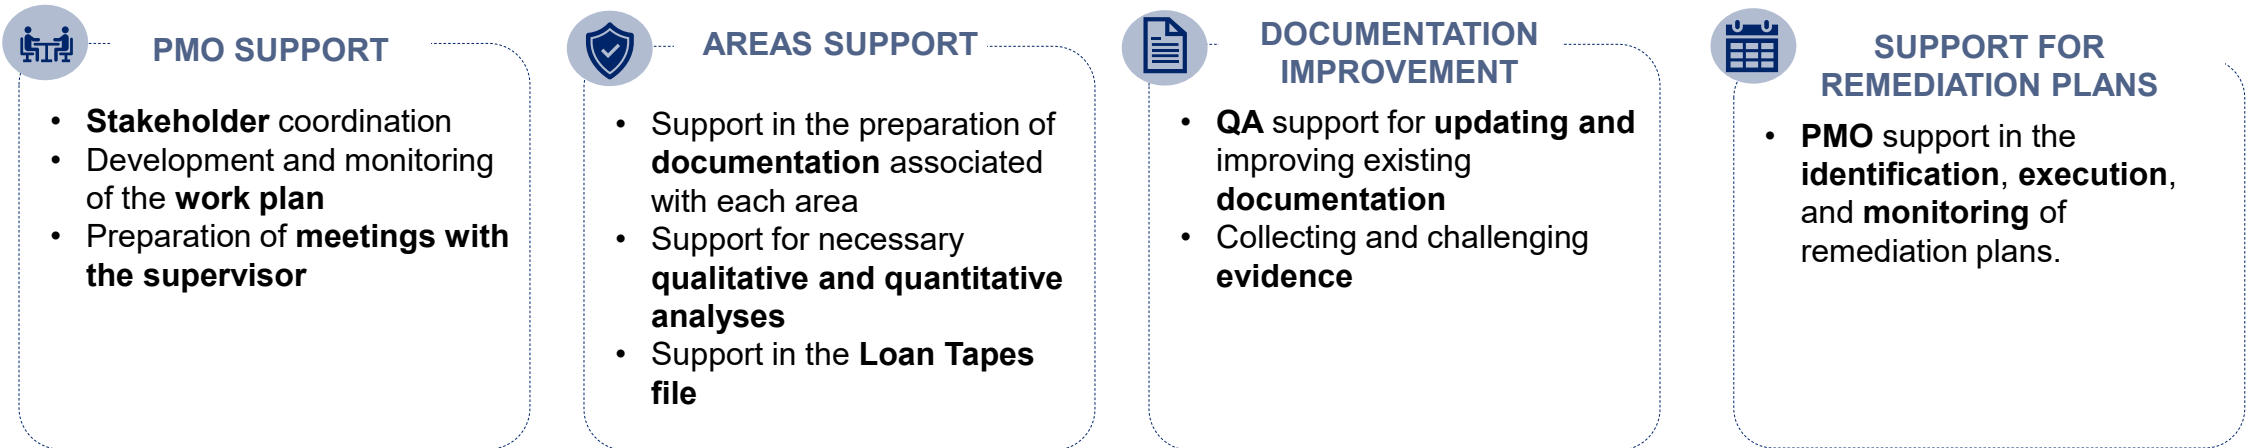 PMO SUPPORT
• Stakeholder coordination
• Development and monitoring
of the work plan
• Preparation of meetings with
the supervisor
AREAS SUPPORT
• Support in the preparation of
documentation associated
with each area
• Support for necessary
qualitative and quantitative
analyses
• Support in the Loan Tapes
file
DOCUMENTATION
IMPROVEMENT
• QA support for updating and
improving existing
documentation
• Collecting and challenging
evidence
SUPPORT FOR
REMEDIATION PLANS
• PMO support in the
identification, execution,
and monitoring of
remediation plans.